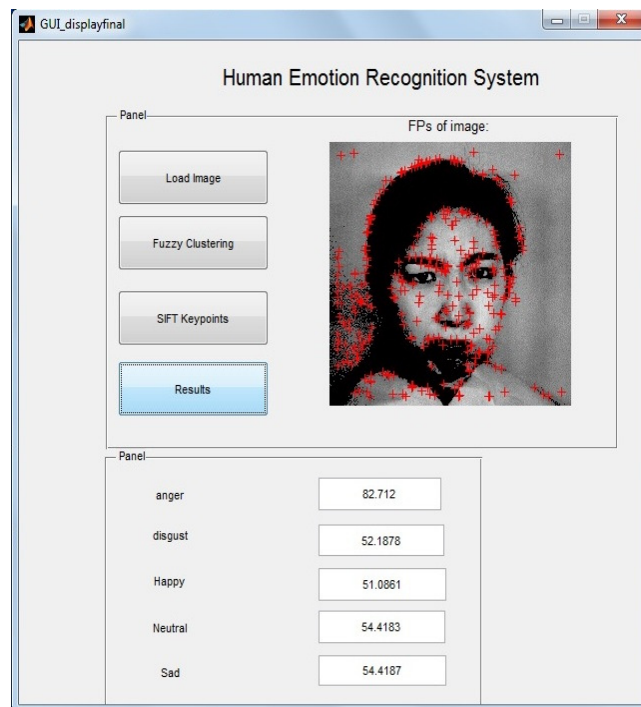 GUI_displayfinal
Human Emotion Recognition System
Panel
FPs of image:
Load Image
Fuzzy Clustering
SIFT Keypoints
Results
Panel
anger 82.712
disgust 52.1878
Happy 51.0861
Neutral 54.4183
Sad 54.4187